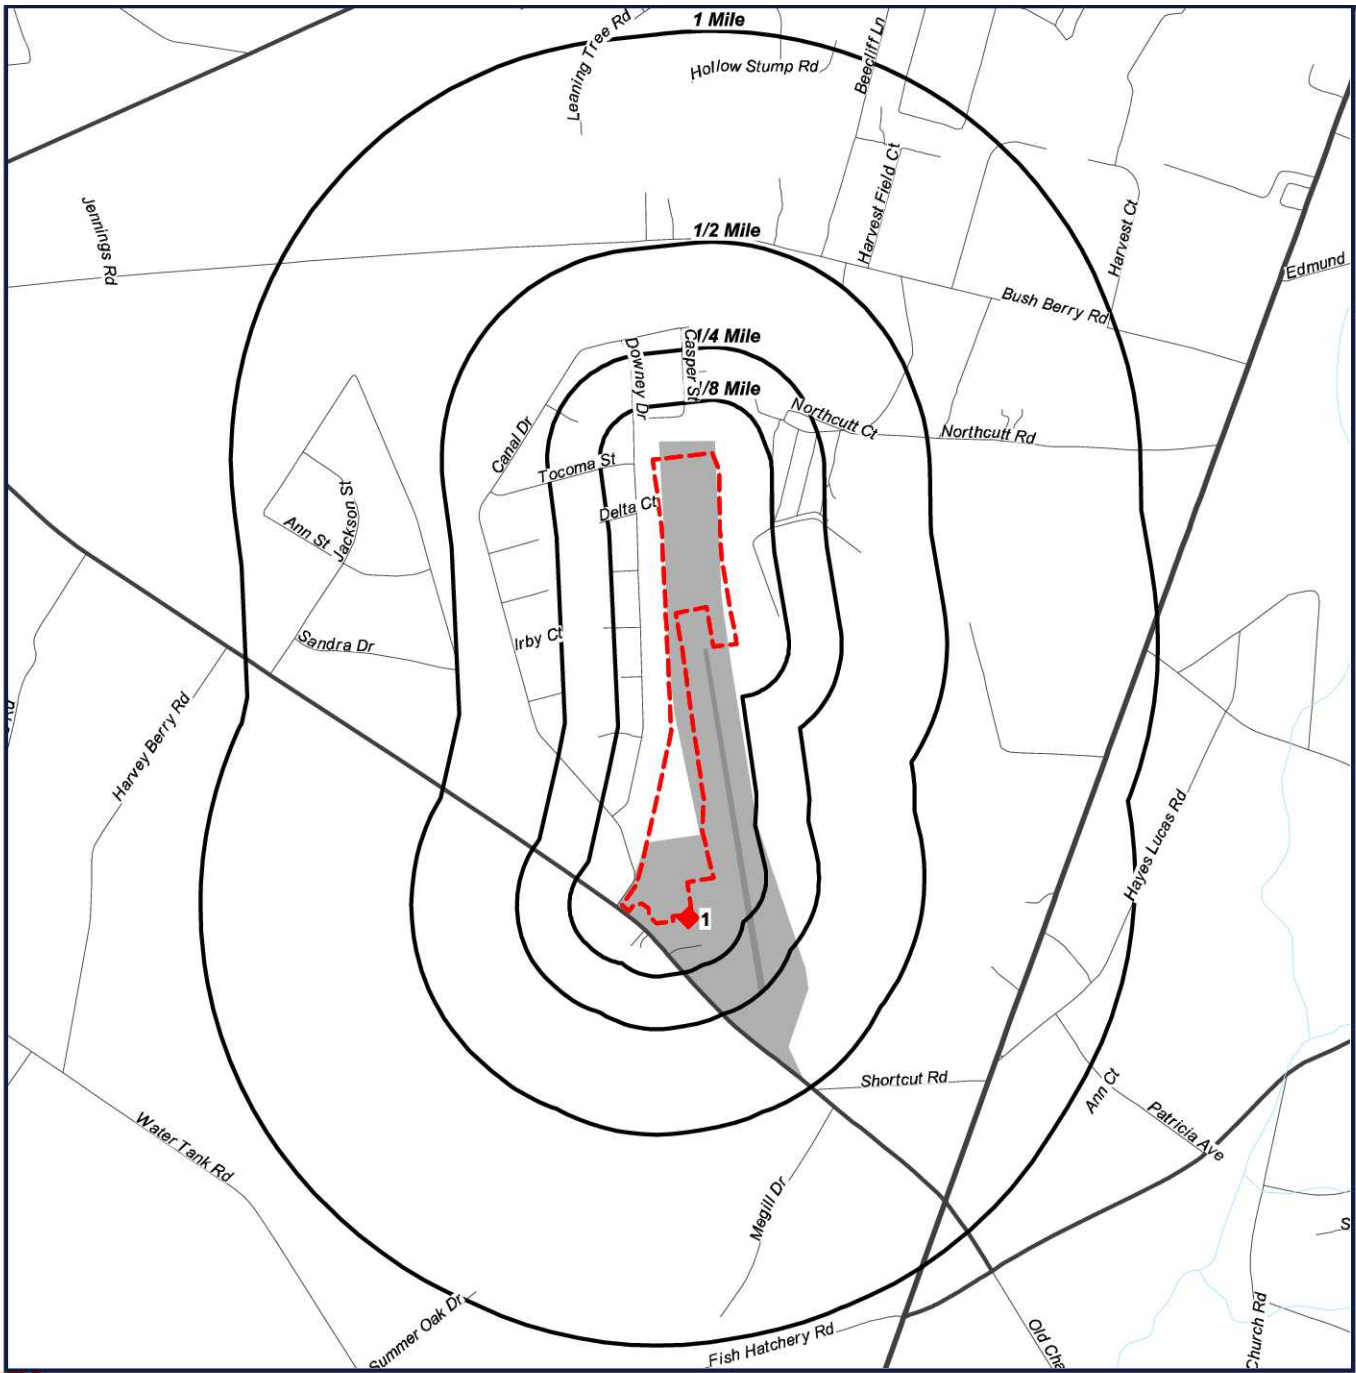 1 Mile
Leaning Tree Rd
Hollow Stump Rd
Beecliff Ln
Harvest Field Ct
Harvest Ct
Jennings Rd
1/2 Mile
Edmund
Bush Berry Rd
1/4 Mile
Downey Dr
Casper St
/8 Mile
Northcutt Ct
Northcutt Rd
Canal Dr
Tocoma St
Delta Ct
Jackson St
Ann St
Irby Ct
Sandra Dr
Rd
Harvey Berry Rd
Hayes Lucas Rd
1
Shortcut Rd
Ann Ct
Patricia Ave
Water Tank Rd
Megill Dr
S
Summer Oak Dr
Fish Hatchery Rd
Old Cha
Church Rd